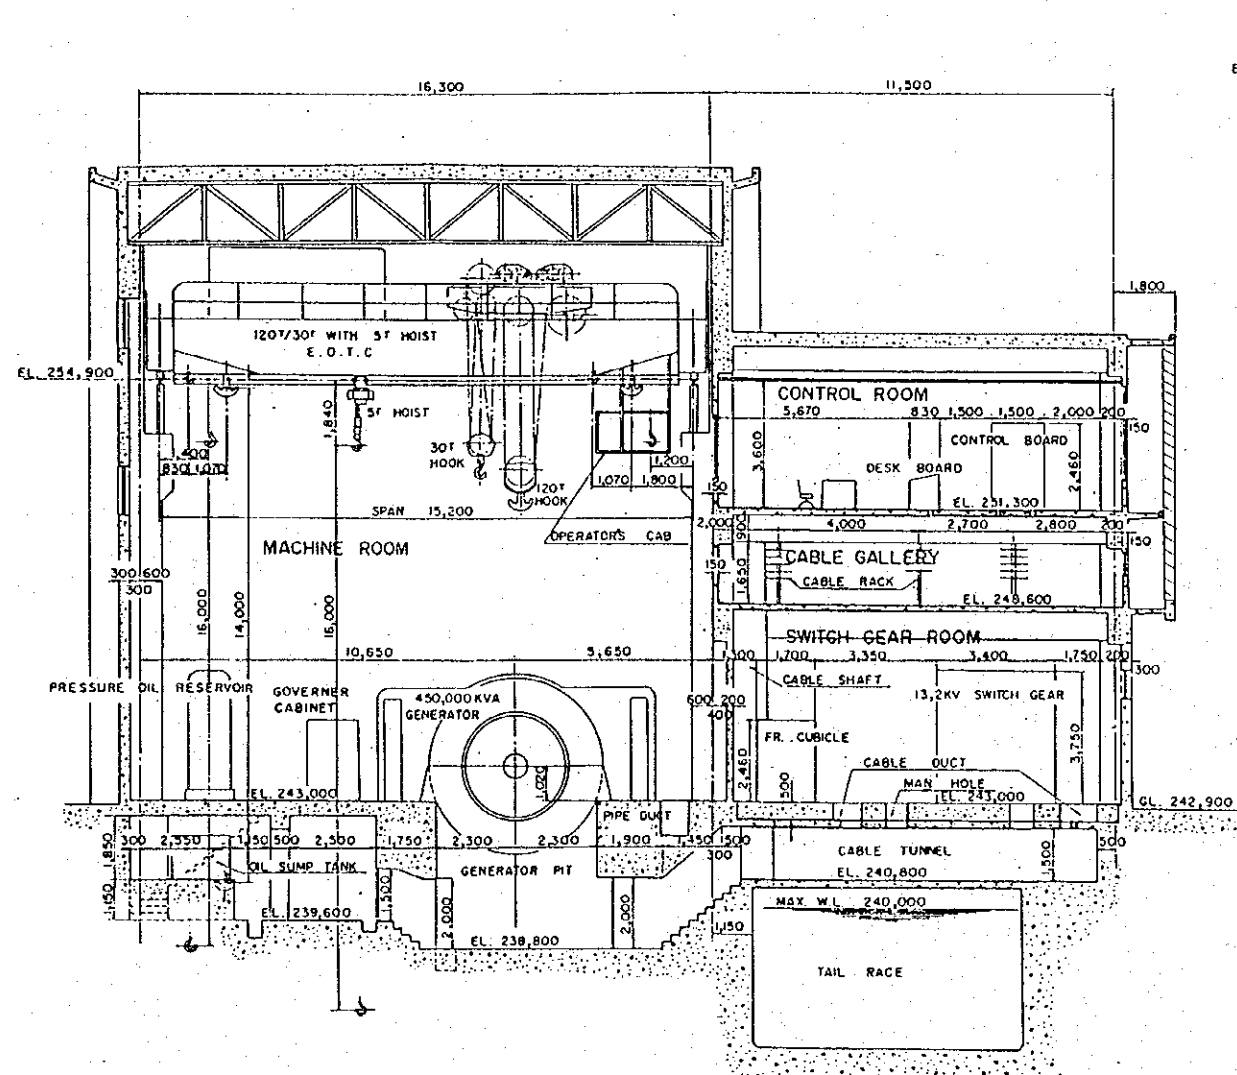 16,300
11,500
1,800
120T/30T WITH 5T HOIST
E.O.T.C
EL. 254,900
5T HOIST
1,840
30T
HOOK
120T
HOOK
1,400
830 1,070
1,200
1,070 1,800
SPAN 15,200
OPERATOR'S CAB
MACHINE ROOM
CONTROL ROOM
5,670 830 1,500 1,500 2,000 200
150
CONTROL BOARD
DESK BOARD
3,600
2,460
EL. 251,300
150
2,000
900
4,000 2,700 2,800 200
150
CABLE GALLERY
150
1,650
CABLE RACK
EL. 248,600
300 600
300
16,000
14,000
16,000
SWITCH GEAR ROOM
10,650 5,650
1,700 3,350 3,400 1,750 200
300
CABLE SHAFT
PRESSURE OIL RESERVOIR
GOVERNER
CABINET
450,000KVA
GENERATOR
600 200
400
13,2KV SWITCH GEAR
FR. CUBICLE
2,460
500
3,750
1,020
CABLE DUCT
MAN HOLE
EL. 243,000
EL. 243,000
GL. 242,900
PIPE DUCT
1,850
300 2,550 1,150 500 2,500 1,750 2,300 2,300 1,900 1,450 1500
300
500
OIL SUMP TANK
GENERATOR PIT
CABLE TUNNEL
1,500
EL. 240,800
1,150
1,500
2,000
2,000
EL. 239,600
EL. 238,800
MAX. W.L. 240,000
1,150
TAIL RACE